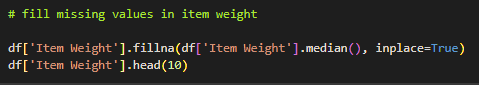 # fill missing values in item weight
df['Item Weight'].fillna(df['Item Weight'].median(), inplace=True)
df['Item Weight'].head(10)